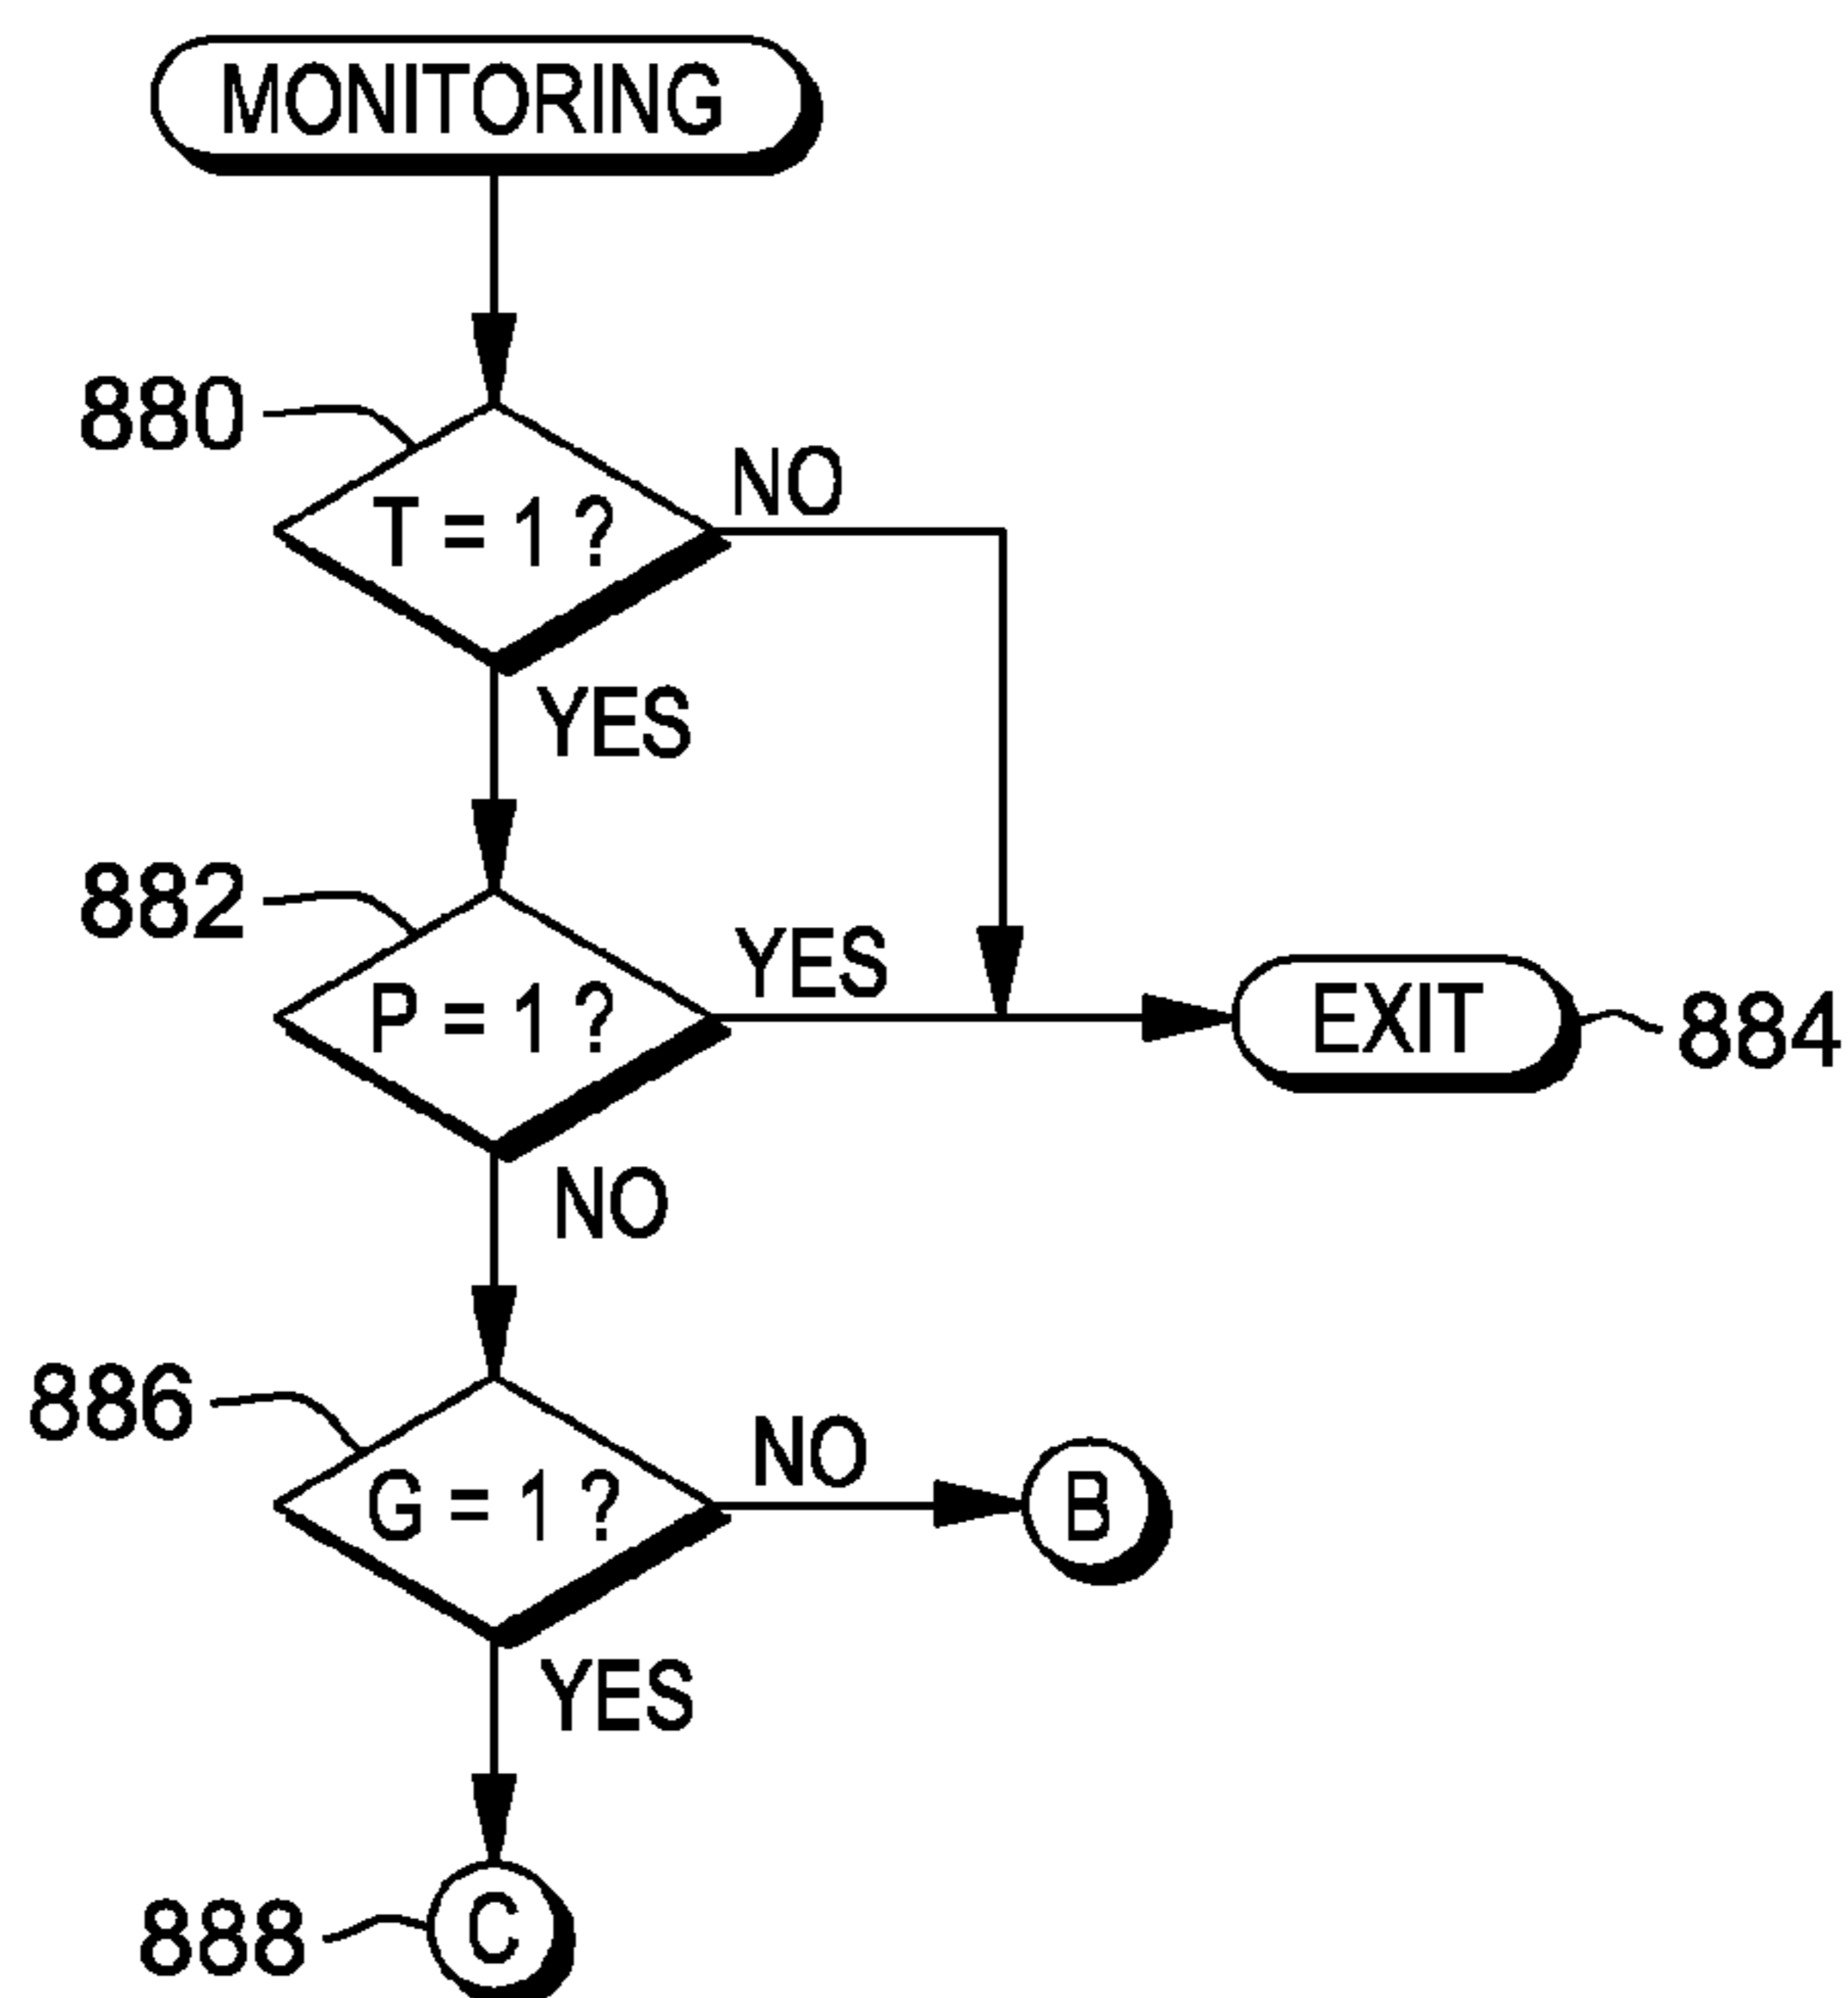 MONITORING
880
T = 1 ?
NO
YES
882
P = 1 ?
YES
EXIT
884
NO
886
G = 1 ?
NO
B
YES
888
C